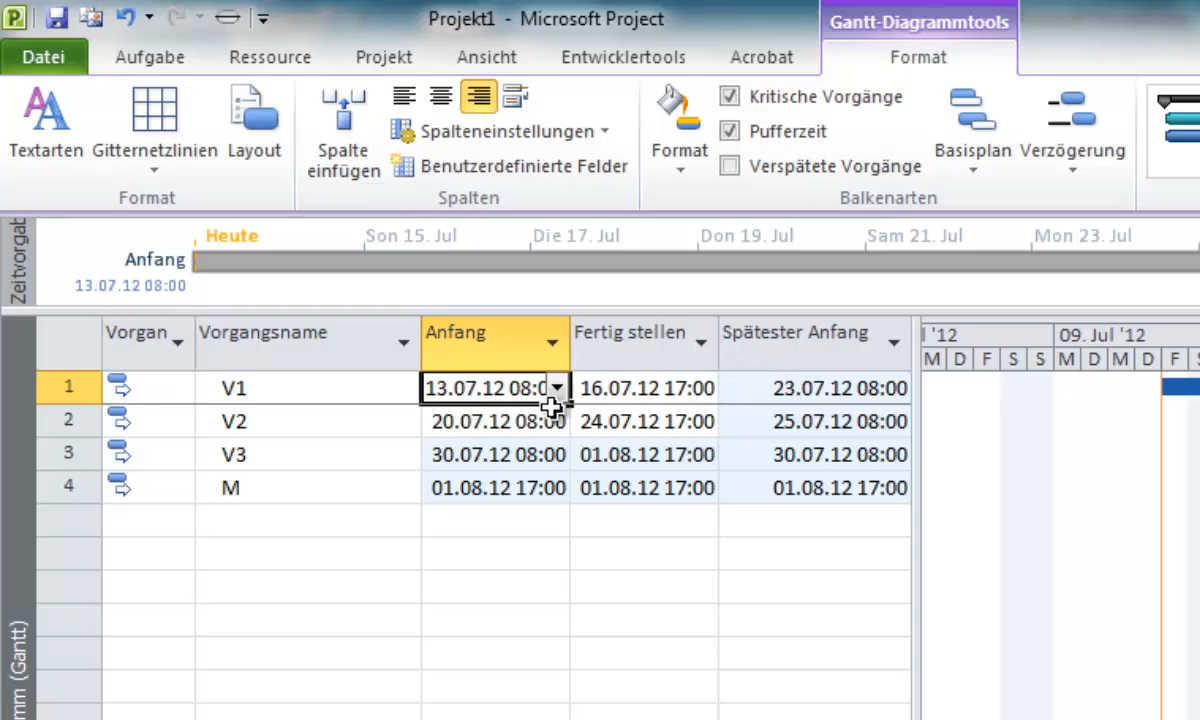 Projekt1 - Microsoft Project
Gantt-Diagrammtools
Datei Aufgabe Ressource Projekt Ansicht Entwicklertools Acrobat Format
Kritische Vorgänge
Spalteneinstellungen
Pufferzeit
Textarten Gitternetzlinien Layout
Spalte einfügen
Benutzerdefinierte Felder
Format
Verspätete Vorgänge
Basisplan Verzögerung
Format Spalten Balkenarten
Heute Son 15. Jul Die 17. Jul Don 19. Jul Sam 21. Jul Mon 23. Jul
Anfang
13.07.12 08:00
Vorgan Vorgangsname Anfang Fertig stellen Spätester Anfang
'12 09. Jul '12
M D F S S M D M D F S
1 V1 13.07.12 08:0 16.07.12 17:00 23.07.12 08:00
2 V2 20.07.12 08:00 24.07.12 17:00 25.07.12 08:00
3 V3 30.07.12 08:00 01.08.12 17:00 30.07.12 08:00
4 M 01.08.12 17:00 01.08.12 17:00 01.08.12 17:00
Zeitvorgab
mm (Gantt)